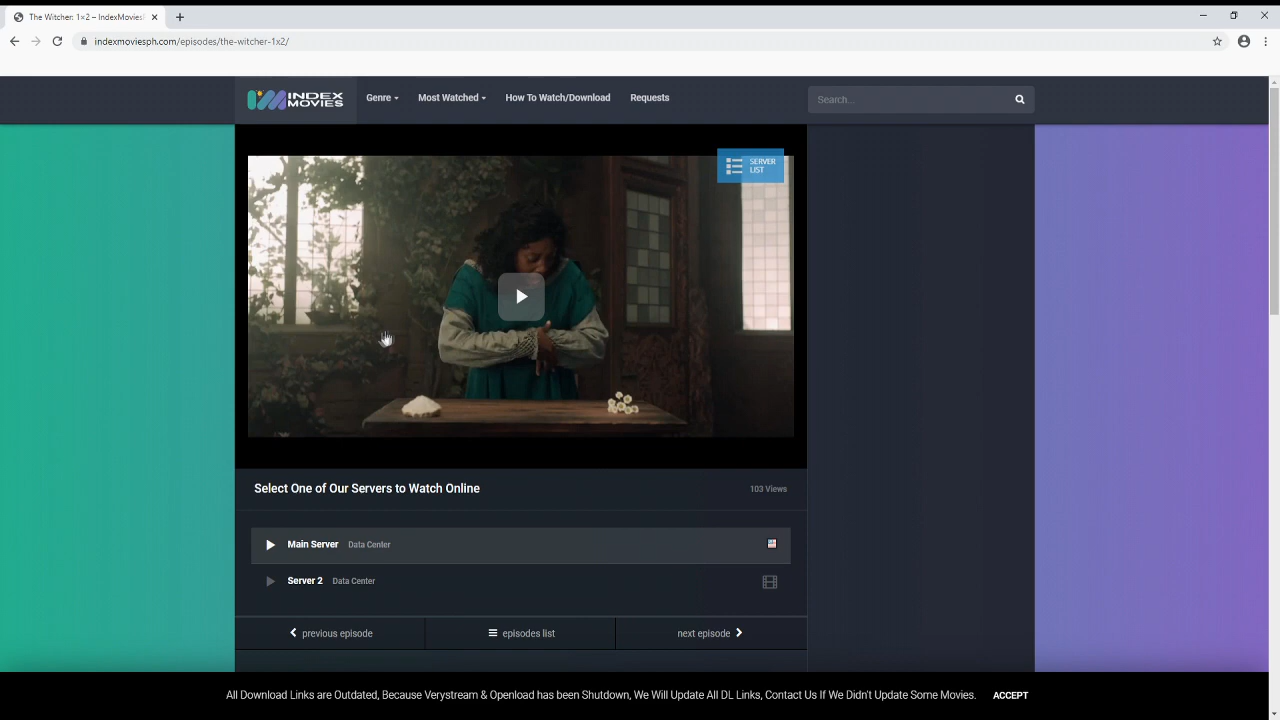 The Witcher: 1×2 – IndexMovies
indexmoviesph.com/episodes/the-witcher-1x2/
INDEX
MOVIES
Genre
Most Watched
How To Watch/Download
Requests
Search...
SERVER
LIST
Select One of Our Servers to Watch Online
103 Views
Main Server Data Center
Server 2 Data Center
previous episode
episodes list
next episode
All Download Links are Outdated, Because Verystream & Openload has been Shutdown, We Will Update All DL Links, Contact Us If We Didn't Update Some Movies. ACCEPT